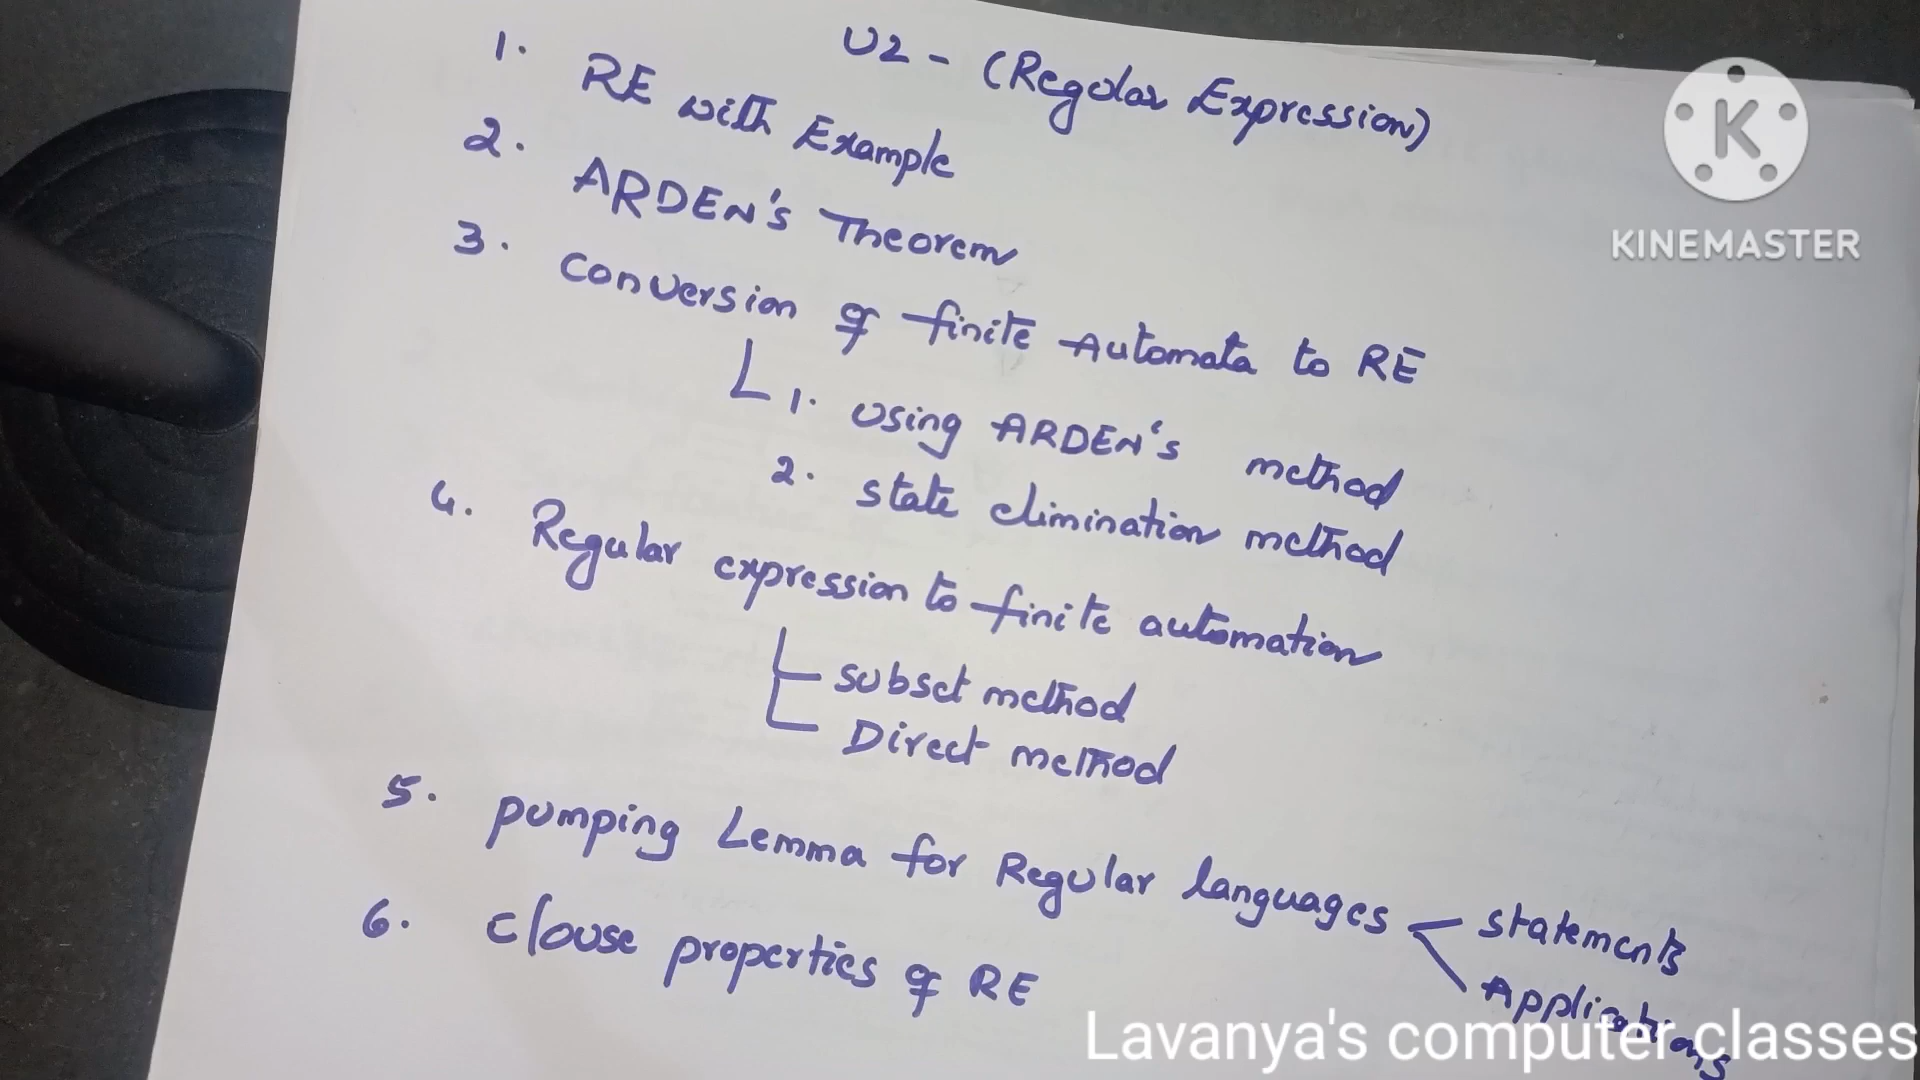 U2 - (Regular Expression)
1. RE with Example
2. ARDEN's Theorem
3. Conversion of finite Automata to RE
1. Using ARDEN's method
2. state elimination method
4. Regular expression to finite automation
subset method
Direct method
5. pumping Lemma for Regular languages
statements
Applications
6. clouse properties of RE
K
KINEMASTER
Lavanya's computer classes